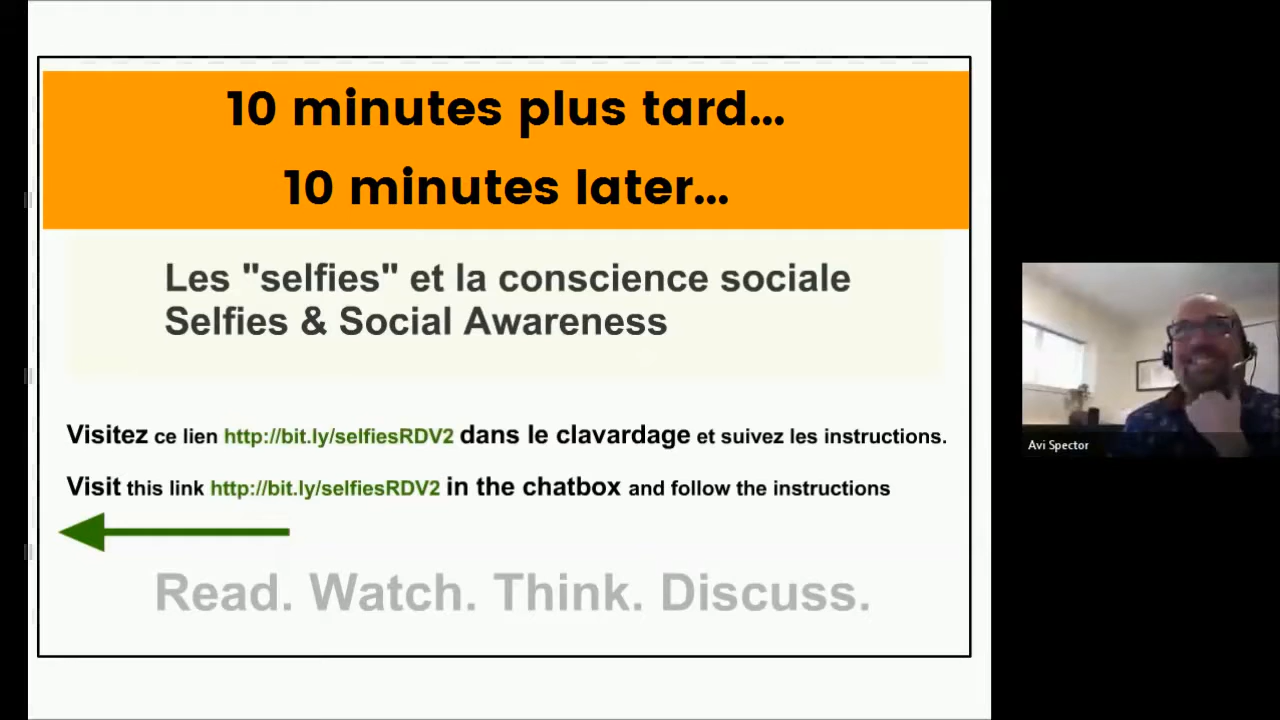 10 minutes plus tard...
10 minutes later...
Les "selfies" et la conscience sociale
Selfies & Social Awareness
Visitez ce lien http://bit.ly/selfiesRDV2 dans le clavardage et suivez les instructions.
Visit this link http://bit.ly/selfiesRDV2 in the chatbox and follow the instructions
Read. Watch. Think. Discuss.
Avi Spector